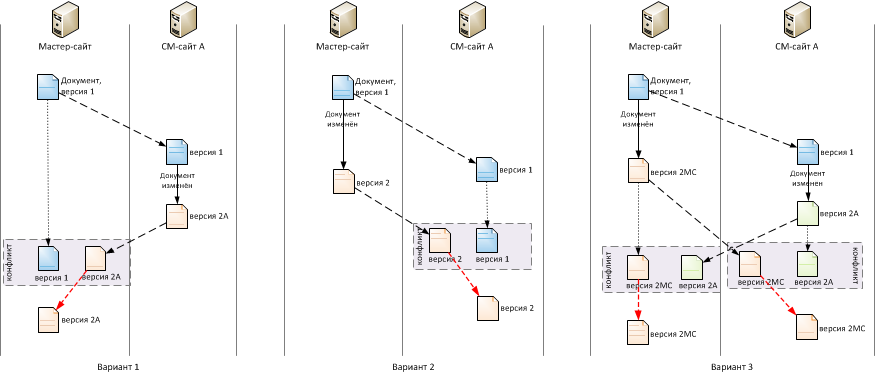 Мастер-сайт
СМ-сайт А
Документ,
версия 1
версия 1
Документ
изменён
версия 2А
конфликт
версия 1
версия 2А
версия 2А
Вариант 1
Мастер-сайт
СМ-сайт А
Документ,
версия 1
Документ
изменён
версия 1
версия 2
конфликт
версия 2
версия 1
версия 2
Вариант 2
Мастер-сайт
СМ-сайт А
Документ,
версия 1
Документ
изменён
версия 1
версия 2МС
Документ
изменен
версия 2А
конфликт
версия 2МС
версия 2А
версия 2МС
версия 2А
конфликт
версия 2МС
версия 2МС
Вариант 3